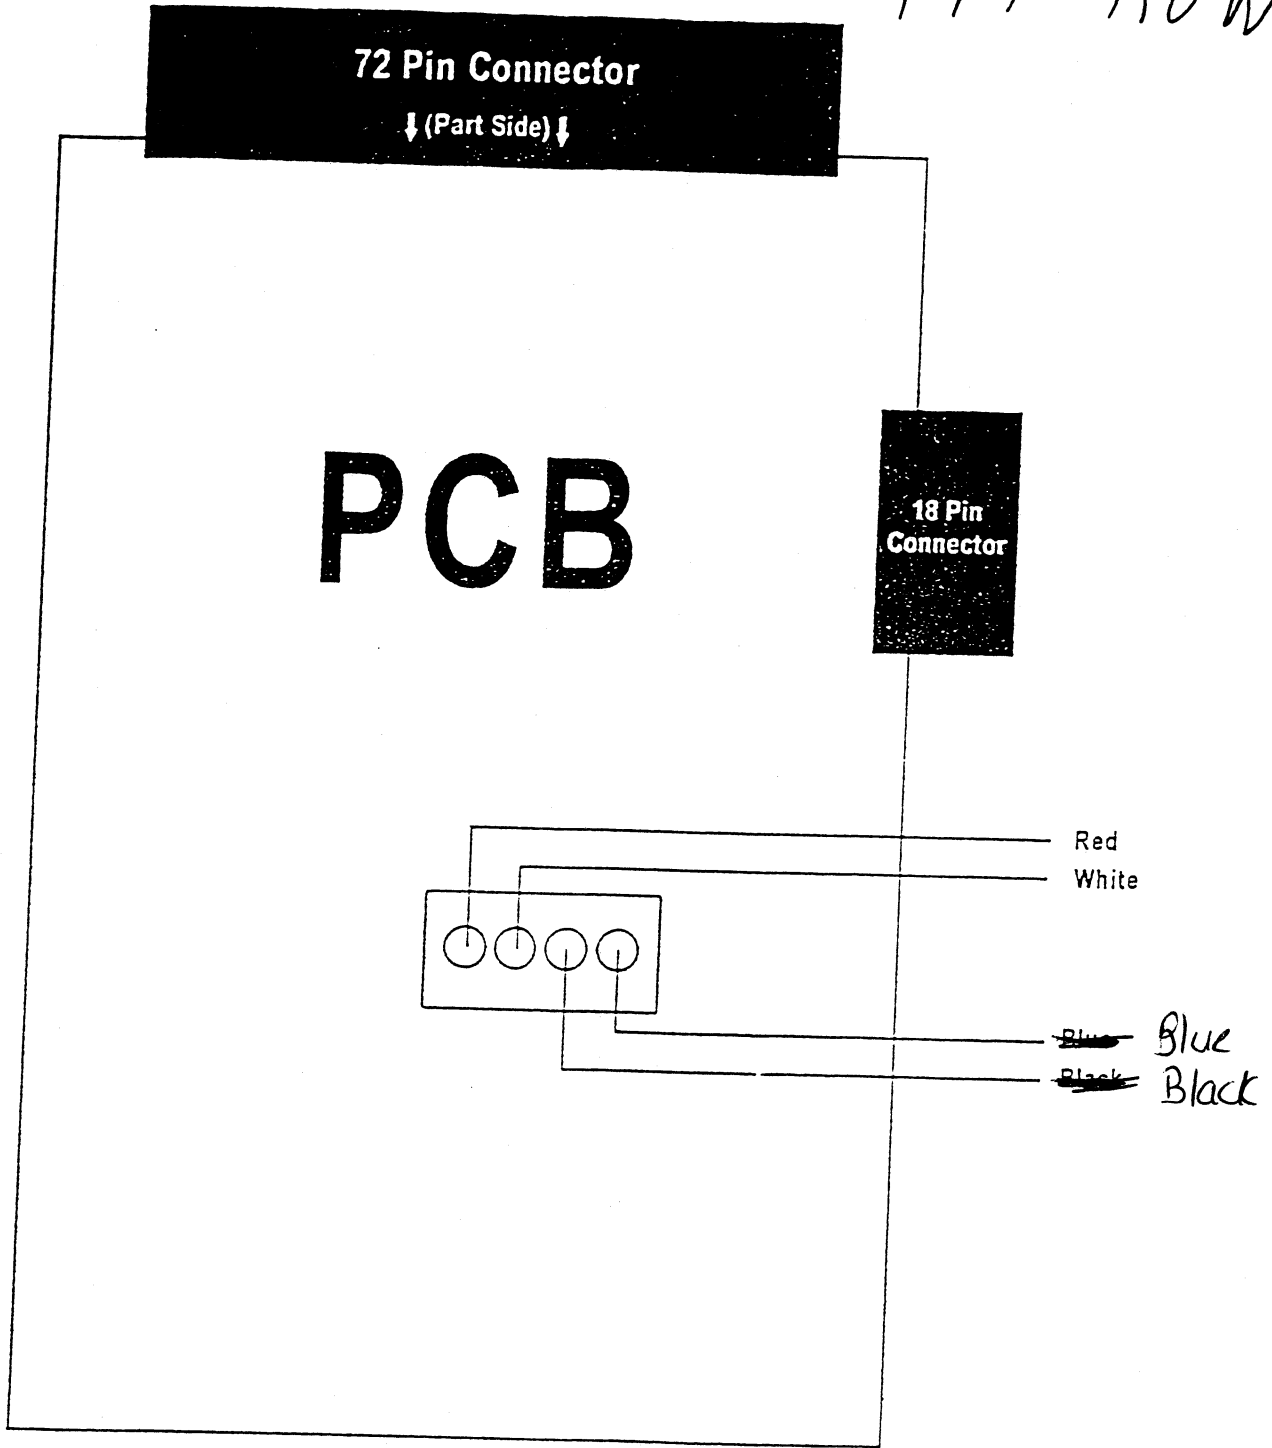 72 Pin Connector
↓(Part Side)↓
PCB
18 Pin
Connector
Red
White
Blue Blue
Black Black